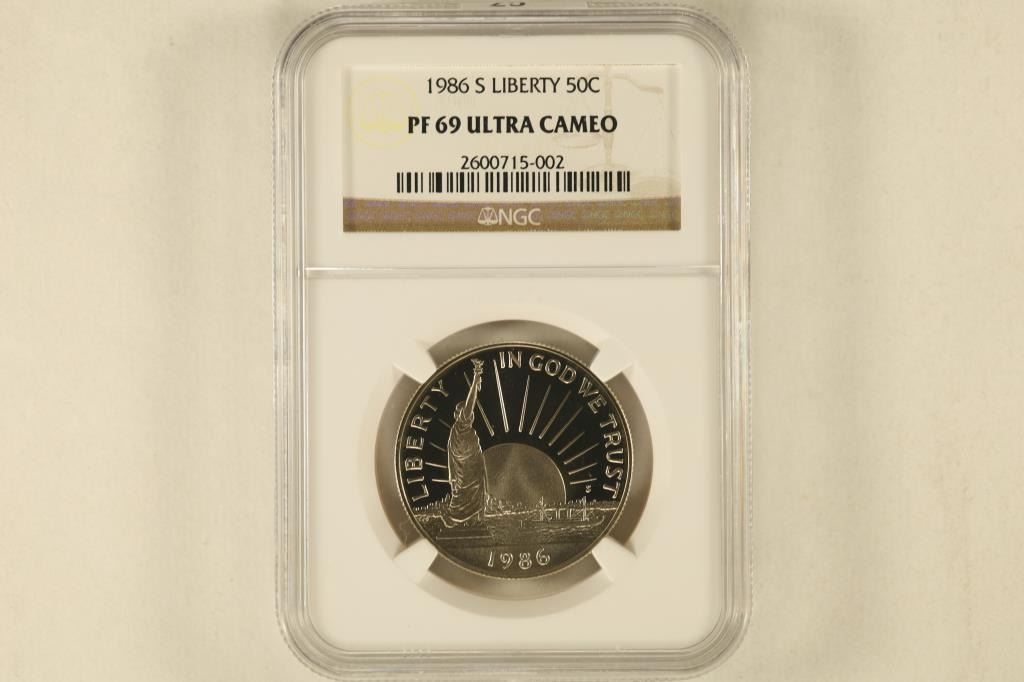 1986 S LIBERTY 50C
PF 69 ULTRA CAMEO
2600715-002
NGC
LIBERTY
IN GOD WE TRUST
S
1986